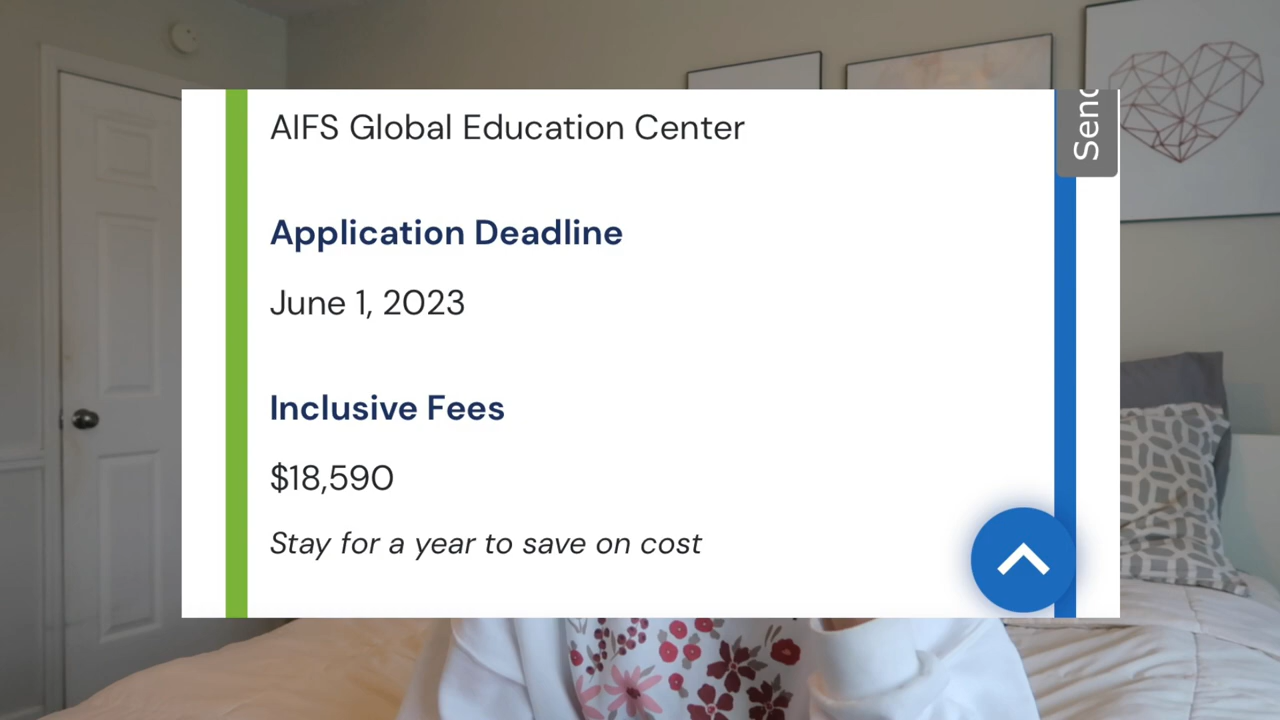 AIFS Global Education Center
Application Deadline
June 1, 2023
Inclusive Fees
$18,590
Stay for a year to save on cost